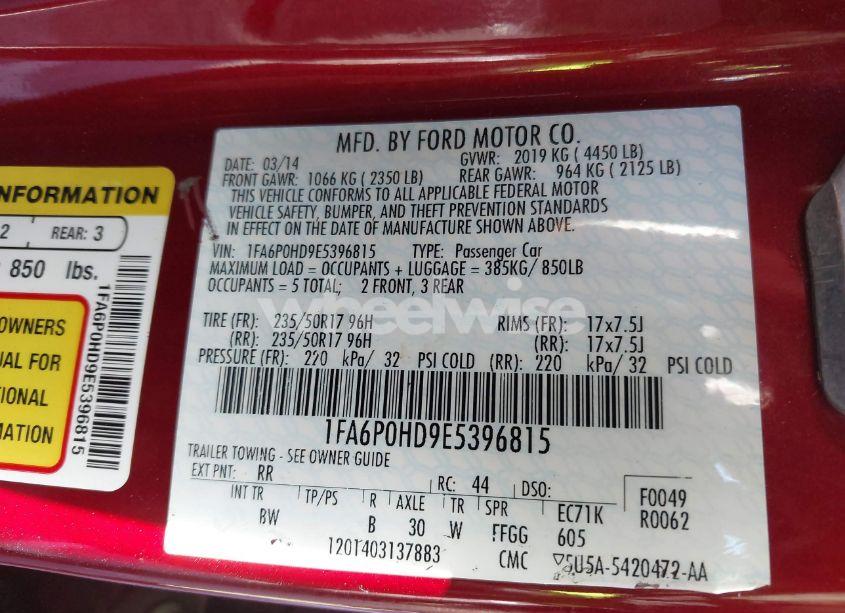 MFD. BY FORD MOTOR CO.
DATE: 03/14 GVWR: 2019 KG ( 4450 LB)
FRONT GAWR: 1066 KG ( 2350 LB) REAR GAWR: 964 KG ( 2125 LB)
THIS VEHICLE CONFORMS TO ALL APPLICABLE FEDERAL MOTOR
VEHICLE SAFETY, BUMPER, AND THEFT PREVENTION STANDARDS
IN EFFECT ON THE DATE OF MANUFACTURE SHOWN ABOVE.
VIN: 1FA6P0HD9E5396815 TYPE: Passenger Car
MAXIMUM LOAD = OCCUPANTS + LUGGAGE = 385KG/ 850LB
OCCUPANTS = 5 TOTAL; 2 FRONT, 3 REAR
TIRE (FR): 235/50R17 96H RIMS (FR): 17x7.5J
(RR): 235/50R17 96H (RR): 17x7.5J
PRESSURE (FR): 220 kPa/ 32 PSI COLD (RR): 220 kPa/ 32 PSI COLD
1FA6P0HD9E5396815
TRAILER TOWING - SEE OWNER GUIDE
EXT PNT: RR RC: 44 DSO: F0049
INT TR TP/PS R AXLE TR SPR EC71K R0062
BW B 30 W FFGG 605
1201403137883 CMC 5U5A-5420472-AA
INFORMATION
2 REAR: 3
850 lbs.
OWNERS
FOR
MATION
1FA6P0HD9E5396815
wheelwise